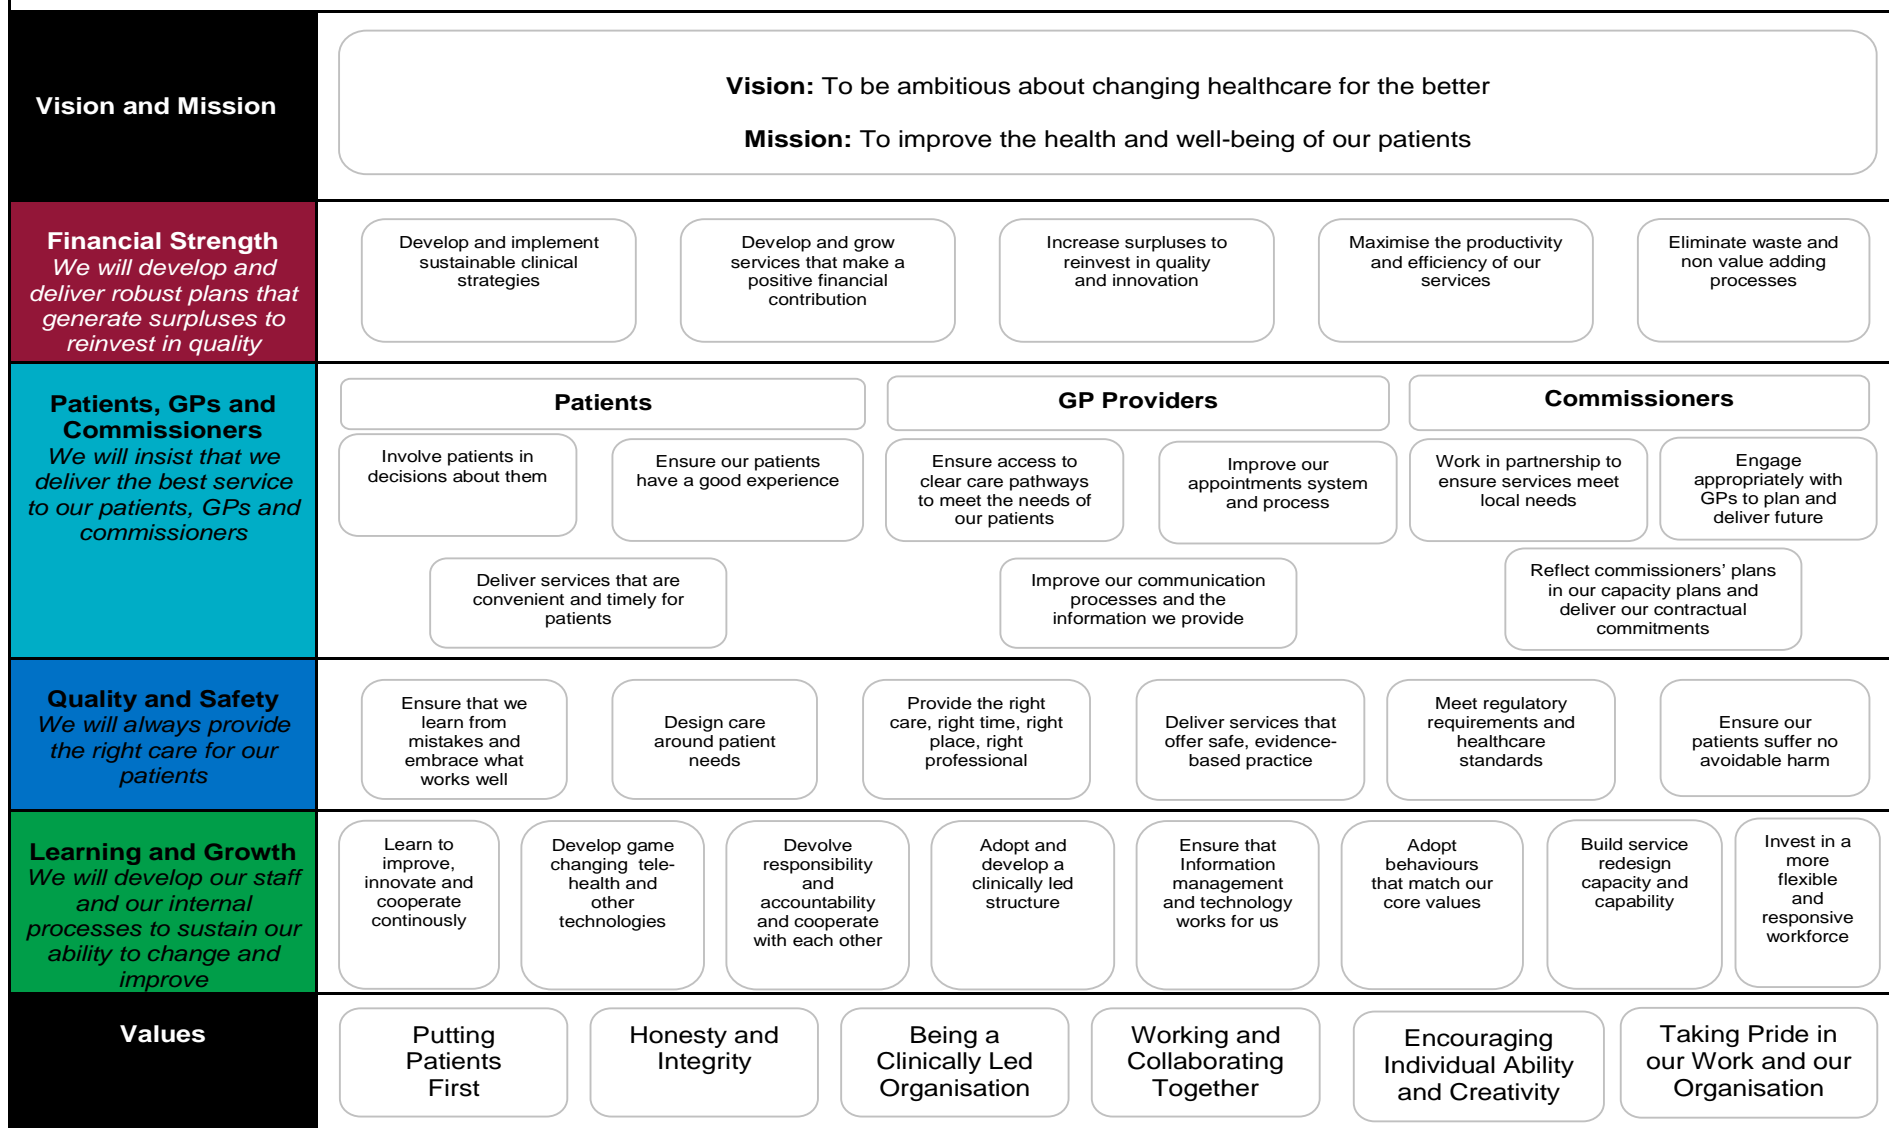 Vision and Mission
Vision: To be ambitious about changing healthcare for the better
Mission: To improve the health and well-being of our patients
Financial Strength
We will develop and
deliver robust plans that
generate surpluses to
reinvest in quality
Develop and implement
sustainable clinical
strategies
Develop and grow
services that make a
positive financial
contribution
Increase surpluses to
reinvest in quality
and innovation
Maximise the productivity
and efficiency of our
services
Eliminate waste and
non value adding
processes
Patients, GPs and
Commissioners
We will insist that we
deliver the best service
to our patients, GPs and
commissioners
Patients
Involve patients in
decisions about them
Ensure our patients
have a good experience
Deliver services that are
convenient and timely for
patients
GP Providers
Ensure access to
clear care pathways
to meet the needs of
our patients
Improve our
appointments system
and process
Improve our communication
processes and the
information we provide
Commissioners
Work in partnership to
ensure services meet
local needs
Engage
appropriately with
GPs to plan and
deliver future
Reflect commissioners’ plans
in our capacity plans and
deliver our contractual
commitments
Quality and Safety
We will always provide
the right care for our
patients
Ensure that we
learn from
mistakes and
embrace what
works well
Design care
around patient
needs
Provide the right
care, right time, right
place, right
professional
Deliver services that
offer safe, evidence-
based practice
Meet regulatory
requirements and
healthcare
standards
Ensure our
patients suffer no
avoidable harm
Learning and Growth
We will develop our staff
and our internal
processes to sustain our
ability to change and
improve
Learn to
improve,
innovate and
cooperate
continously
Develop game
changing tele-
health and
other
technologies
Devolve
responsibility
and
accountability
and cooperate
with each other
Adopt and
develop a
clinically led
structure
Ensure that
Information
management
and technology
works for us
Adopt
behaviours
that match our
core values
Build service
redesign
capacity and
capability
Invest in a
more
flexible
and
responsive
workforce
Values
Putting
Patients
First
Honesty and
Integrity
Being a
Clinically Led
Organisation
Working and
Collaborating
Together
Encouraging
Individual Ability
and Creativity
Taking Pride in
our Work and our
Organisation